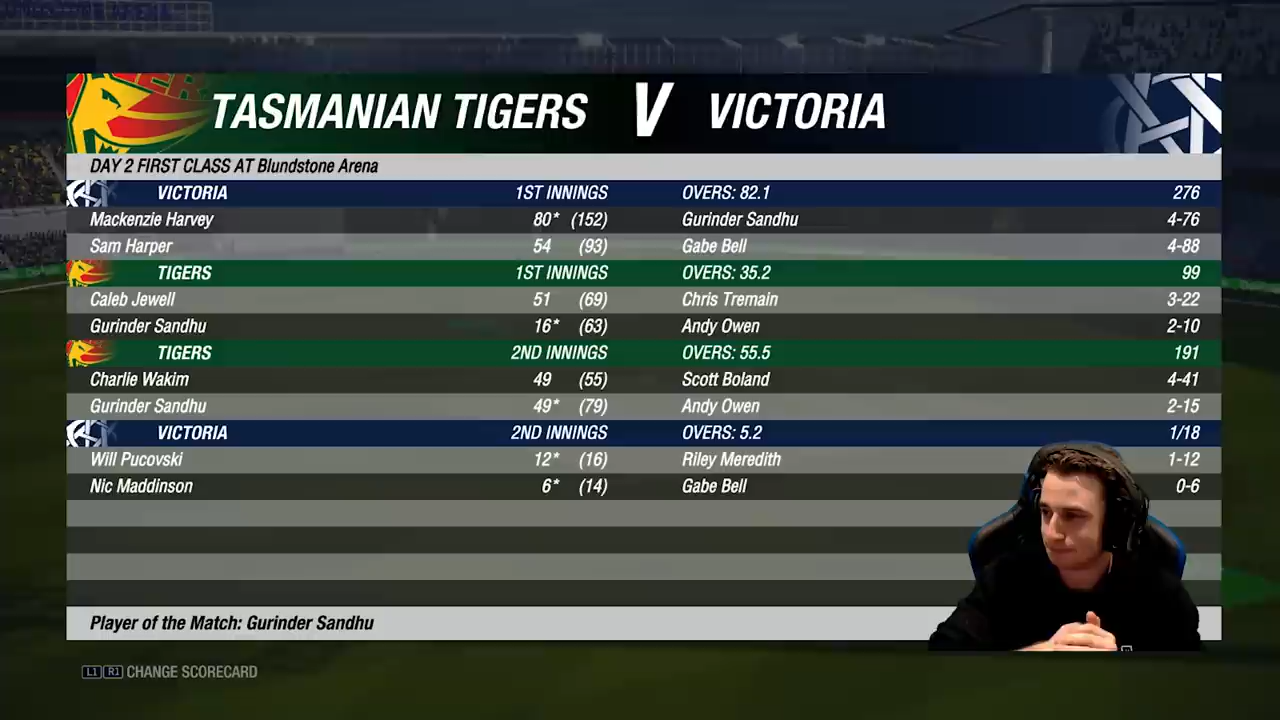 TASMANIAN TIGERS V VICTORIA
DAY 2 FIRST CLASS AT Blundstone Arena
VICTORIA 1ST INNINGS OVERS: 82.1 276
Mackenzie Harvey 80* (152) Gurinder Sandhu 4-76
Sam Harper 54 (93) Gabe Bell 4-88
TIGERS 1ST INNINGS OVERS: 35.2 99
Caleb Jewell 51 (69) Chris Tremain 3-22
Gurinder Sandhu 16* (63) Andy Owen 2-10
TIGERS 2ND INNINGS OVERS: 55.5 191
Charlie Wakim 49 (55) Scott Boland 4-41
Gurinder Sandhu 49* (79) Andy Owen 2-15
VICTORIA 2ND INNINGS OVERS: 5.2 1/18
Will Pucovski 12* (16) Riley Meredith 1-12
Nic Maddinson 6* (14) Gabe Bell 0-6
Player of the Match: Gurinder Sandhu
L1 R1 CHANGE SCORECARD